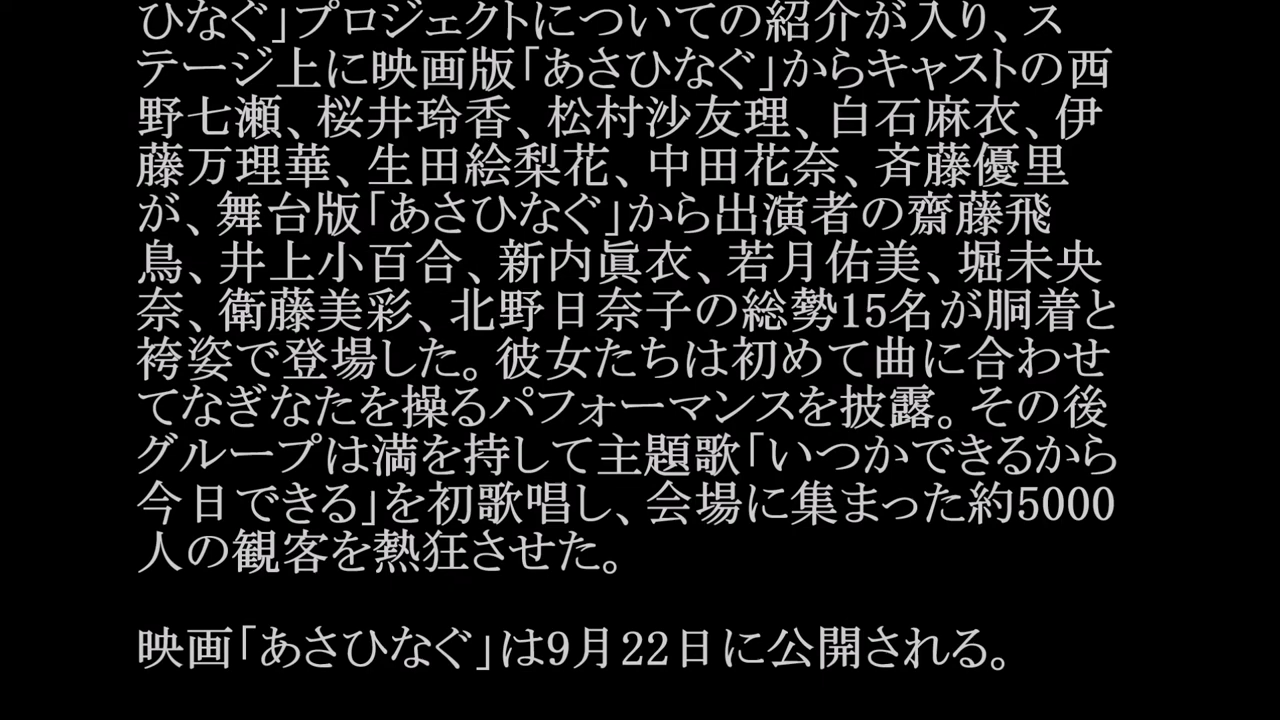 ひなぐ」プロジェクトについての紹介が入り、ス
テージ上に映画版「あさひなぐ」からキャストの西
野七瀬、桜井玲香、松村沙友理、白石麻衣、伊
藤万理華、生田絵梨花、中田花奈、斉藤優里
が、舞台版「あさひなぐ」から出演者の齋藤飛
鳥、井上小百合、新内眞衣、若月佑美、堀未央
奈、衛藤美彩、北野日奈子の総勢15名が胴着と
袴姿で登場した。彼女たちは初めて曲に合わせ
てなぎなたを操るパフォーマンスを披露。その後
グループは満を持して主題歌「いつかできるから
今日できる」を初歌唱し、会場に集まった約5000
人の観客を熱狂させた。
映画「あさひなぐ」は9月22日に公開される。